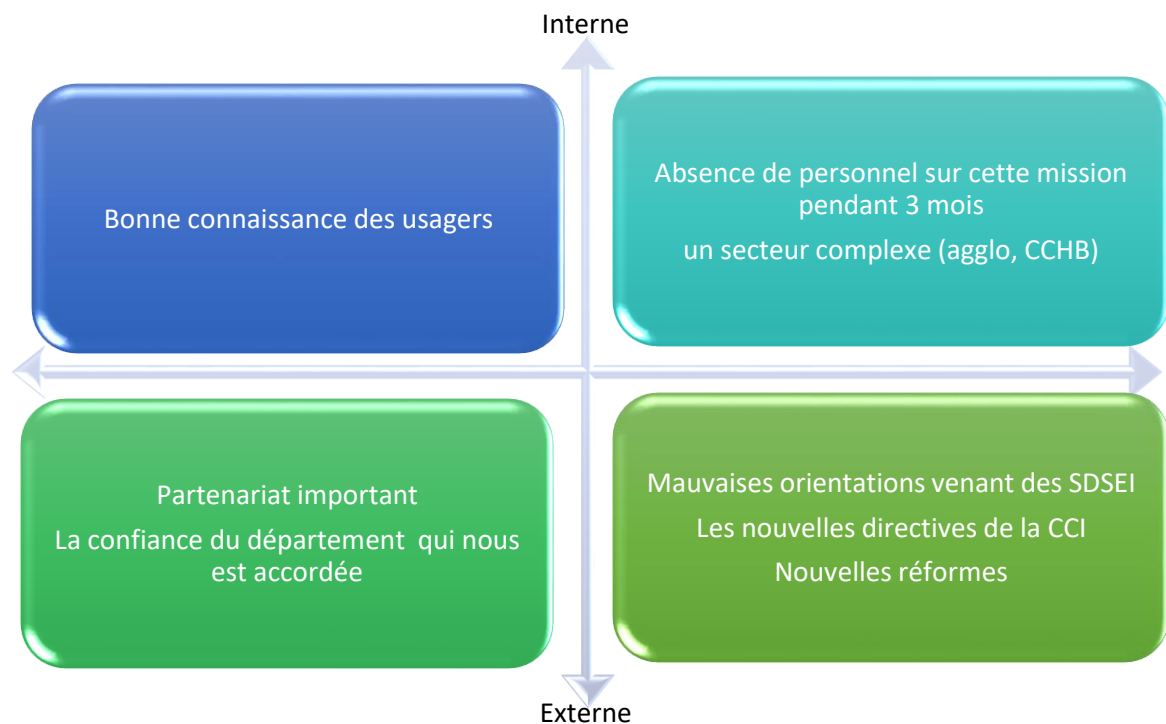 Interne
Bonne connaissance des usagers
Absence de personnel sur cette mission
pendant 3 mois
un secteur complexe (agglo, CCHB)
Partenariat important
La confiance du département  qui nous
est accordée
Mauvaises orientations venant des SDSEI
Les nouvelles directives de la CCI
Nouvelles réformes
Externe